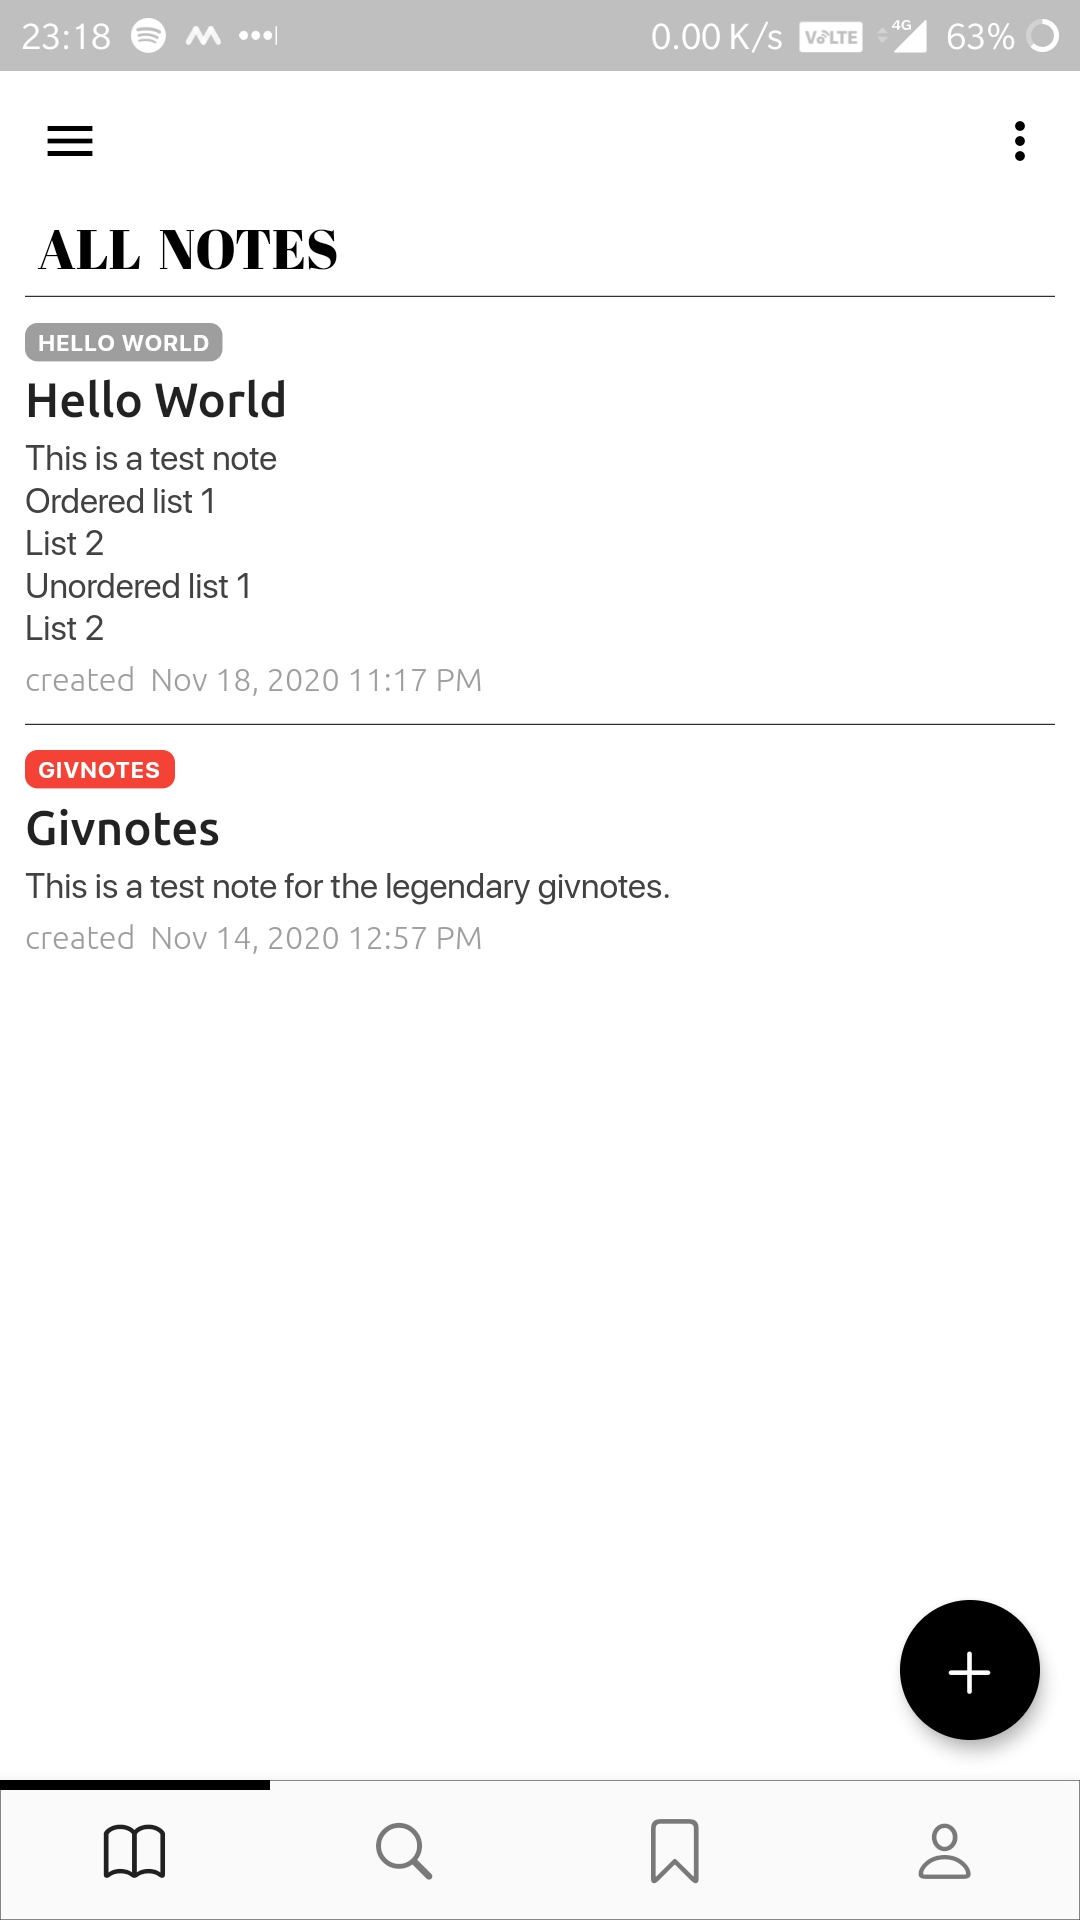 23:18 0.00 K/s VoLTE 4G 63%
ALL NOTES
HELLO WORLD
Hello World
This is a test note
Ordered list 1
List 2
Unordered list 1
List 2
created Nov 18, 2020 11:17 PM
GIVNOTES
Givnotes
This is a test note for the legendary givnotes.
created Nov 14, 2020 12:57 PM